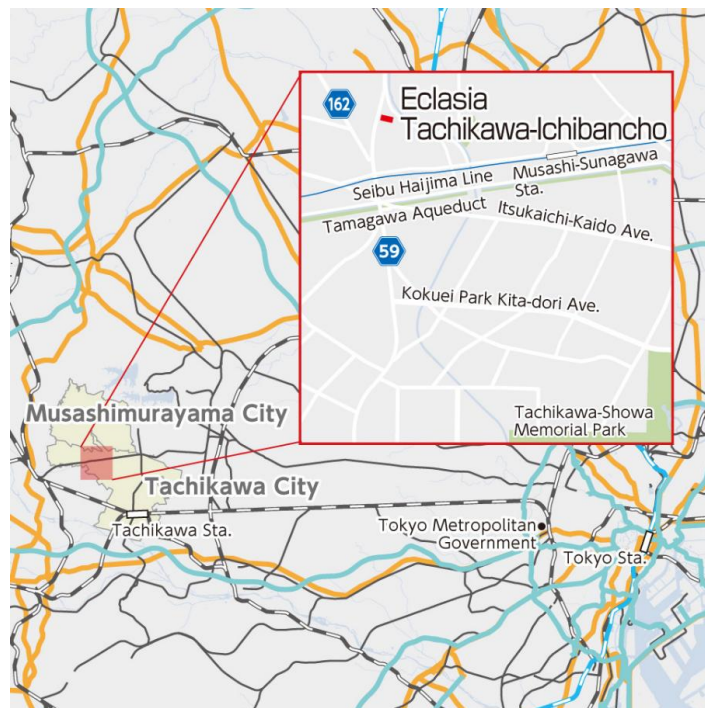 162
Eclasia
Tachikawa-Ichibancho
Seibu Haijima Line
Musashi-Sunagawa
Sta.
Tamagawa Aqueduct
Itsukaichi-Kaido Ave.
59
Kokuei Park Kita-dori Ave.
Tachikawa-Showa
Memorial Park
Musashimurayama City
Tachikawa City
Tachikawa Sta.
Tokyo Metropolitan
Government
Tokyo Sta.